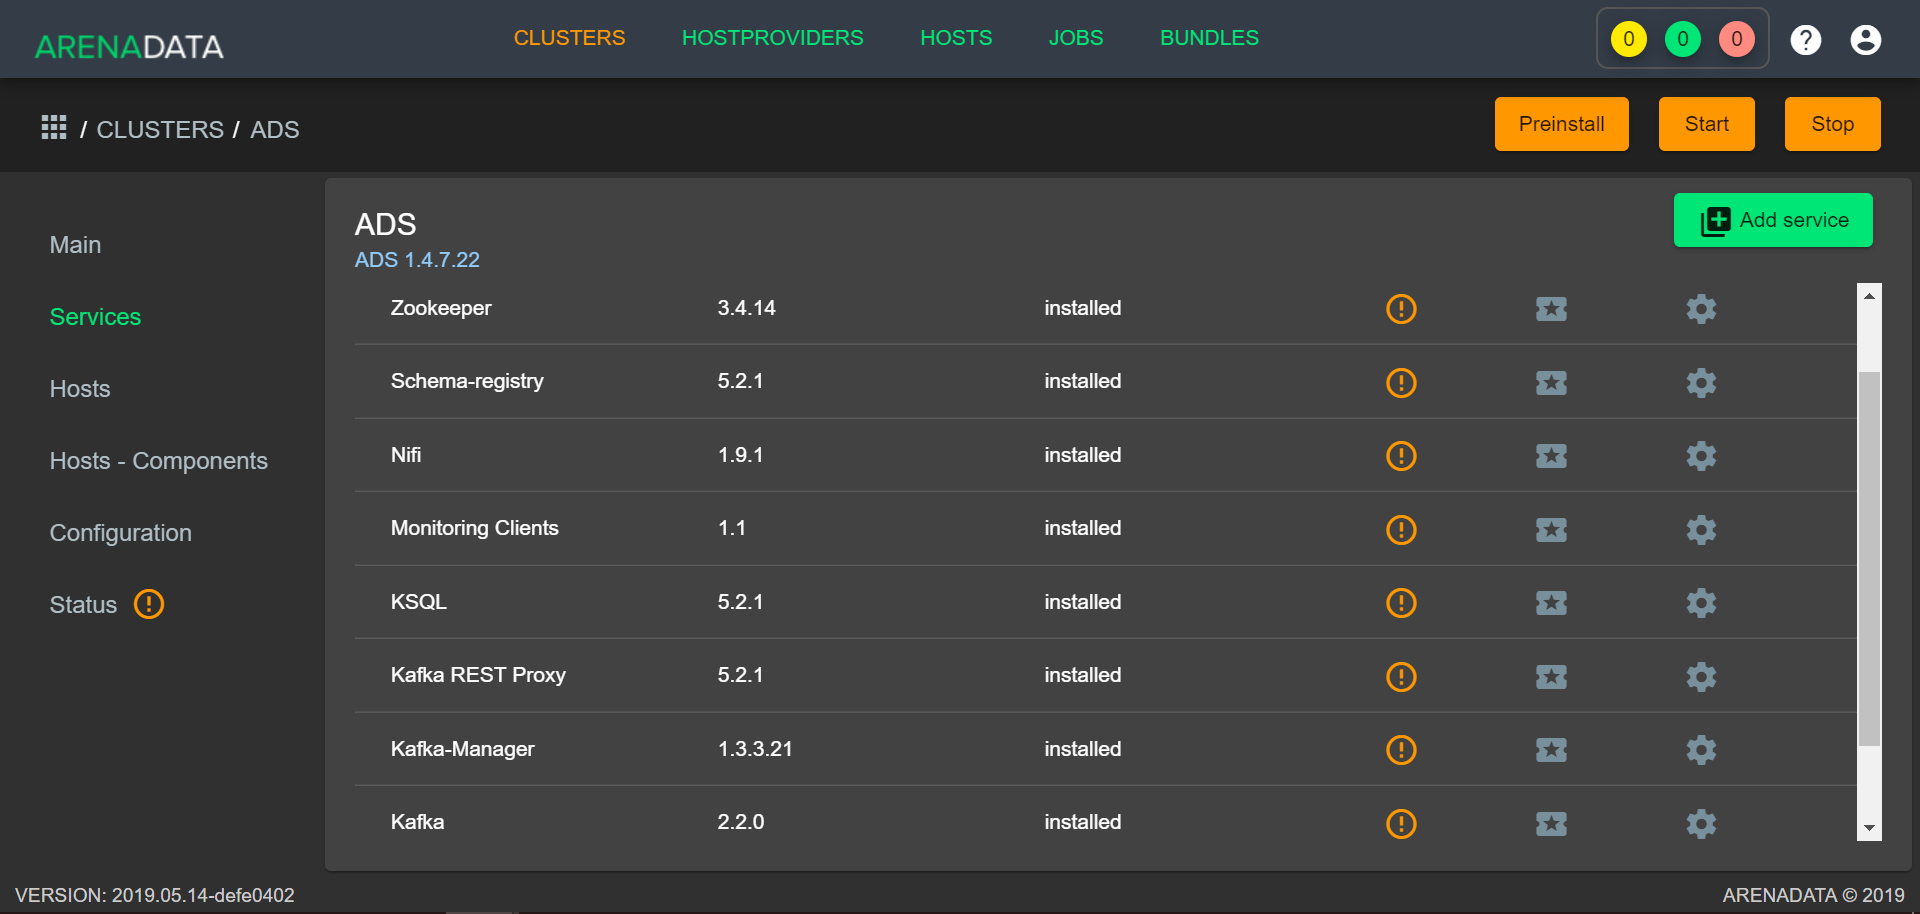 ARENADATA CLUSTERS HOSTPROVIDERS HOSTS JOBS BUNDLES 0 0 0 ?
/ CLUSTERS / ADS Preinstall Start Stop
Main
Services
Hosts
Hosts - Components
Configuration
Status
ADS
Add service
ADS 1.4.7.22
Zookeeper 3.4.14 installed
Schema-registry 5.2.1 installed
Nifi 1.9.1 installed
Monitoring Clients 1.1 installed
KSQL 5.2.1 installed
Kafka REST Proxy 5.2.1 installed
Kafka-Manager 1.3.3.21 installed
Kafka 2.2.0 installed
VERSION: 2019.05.14-defe0402 ARENADATA © 2019